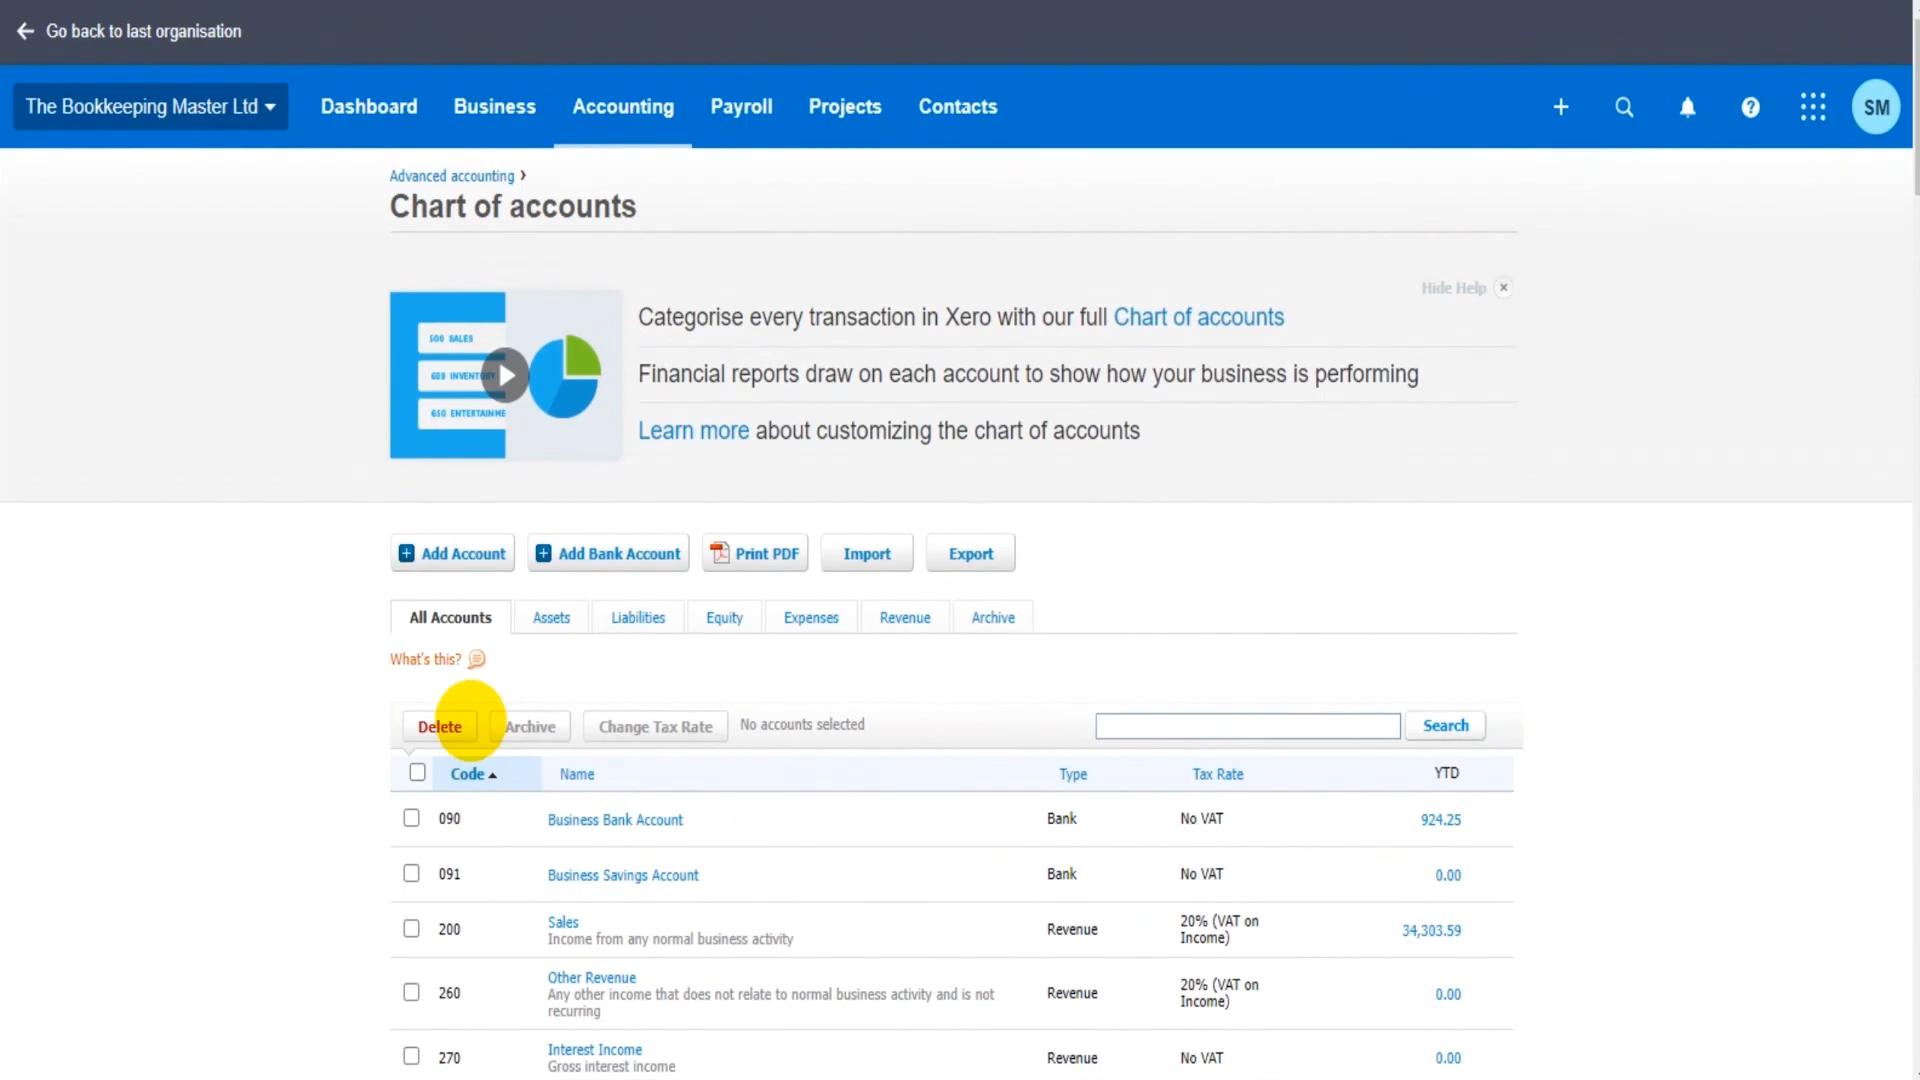 Go back to last organisation
The Bookkeeping Master Ltd Dashboard Business Accounting Payroll Projects Contacts SM
Advanced accounting ›
Chart of accounts
Hide Help
500 SALES
Categorise every transaction in Xero with our full Chart of accounts
Financial reports draw on each account to show how your business is performing
650 ENTERTAINME
Learn more about customizing the chart of accounts
Add Account Add Bank Account Print PDF Import Export
All Accounts Assets Liabilities Equity Expenses Revenue Archive
What's this?
Delete Archive Change Tax Rate No accounts selected Search
Code Name Type Tax Rate YTD
090 Business Bank Account Bank No VAT 924.25
091 Business Savings Account Bank No VAT 0.00
200 Sales Revenue 20% (VAT on 34,303.59
Income from any normal business activity Income)
260 Other Revenue Revenue 20% (VAT on 0.00
Any other income that does not relate to normal business activity and is not Income)
recurring
270 Interest Income Revenue No VAT 0.00
Gross interest income